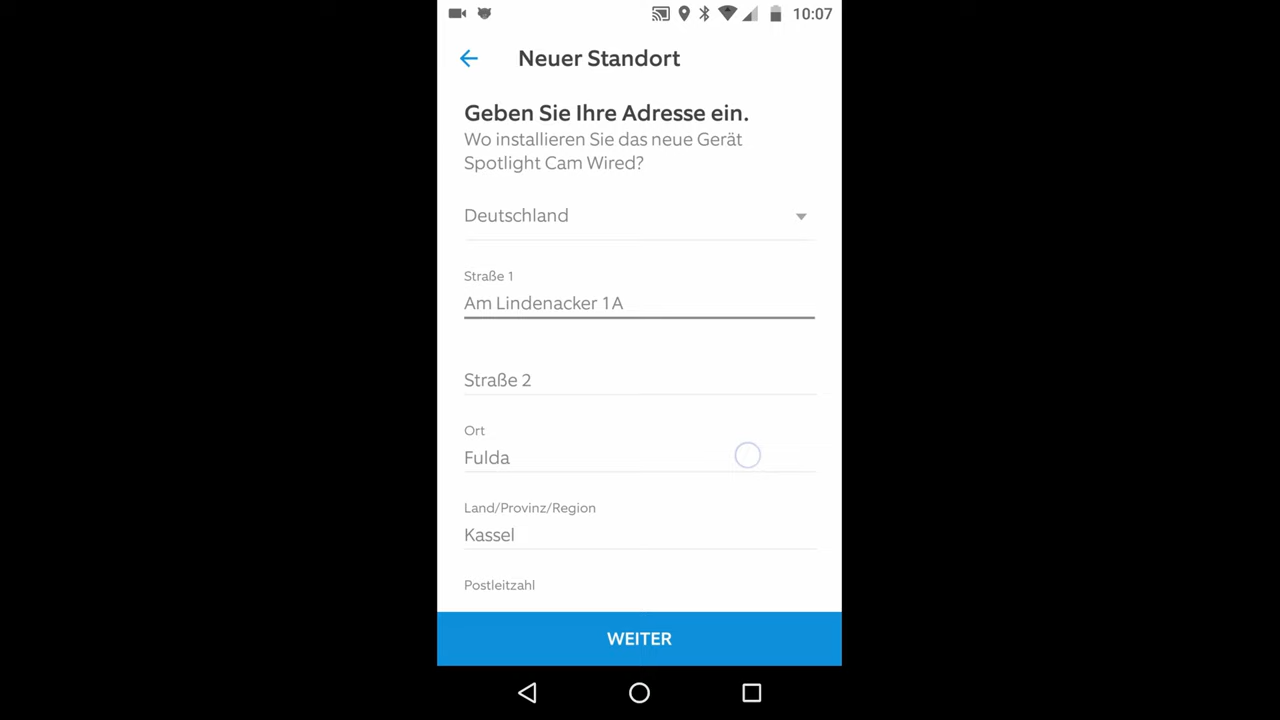 10:07
Neuer Standort
Geben Sie Ihre Adresse ein.
Wo installieren Sie das neue Gerät
Spotlight Cam Wired?
Deutschland
Straße 1
Am Lindenacker 1A
Straße 2
Ort
Fulda
Land/Provinz/Region
Kassel
Postleitzahl
WEITER